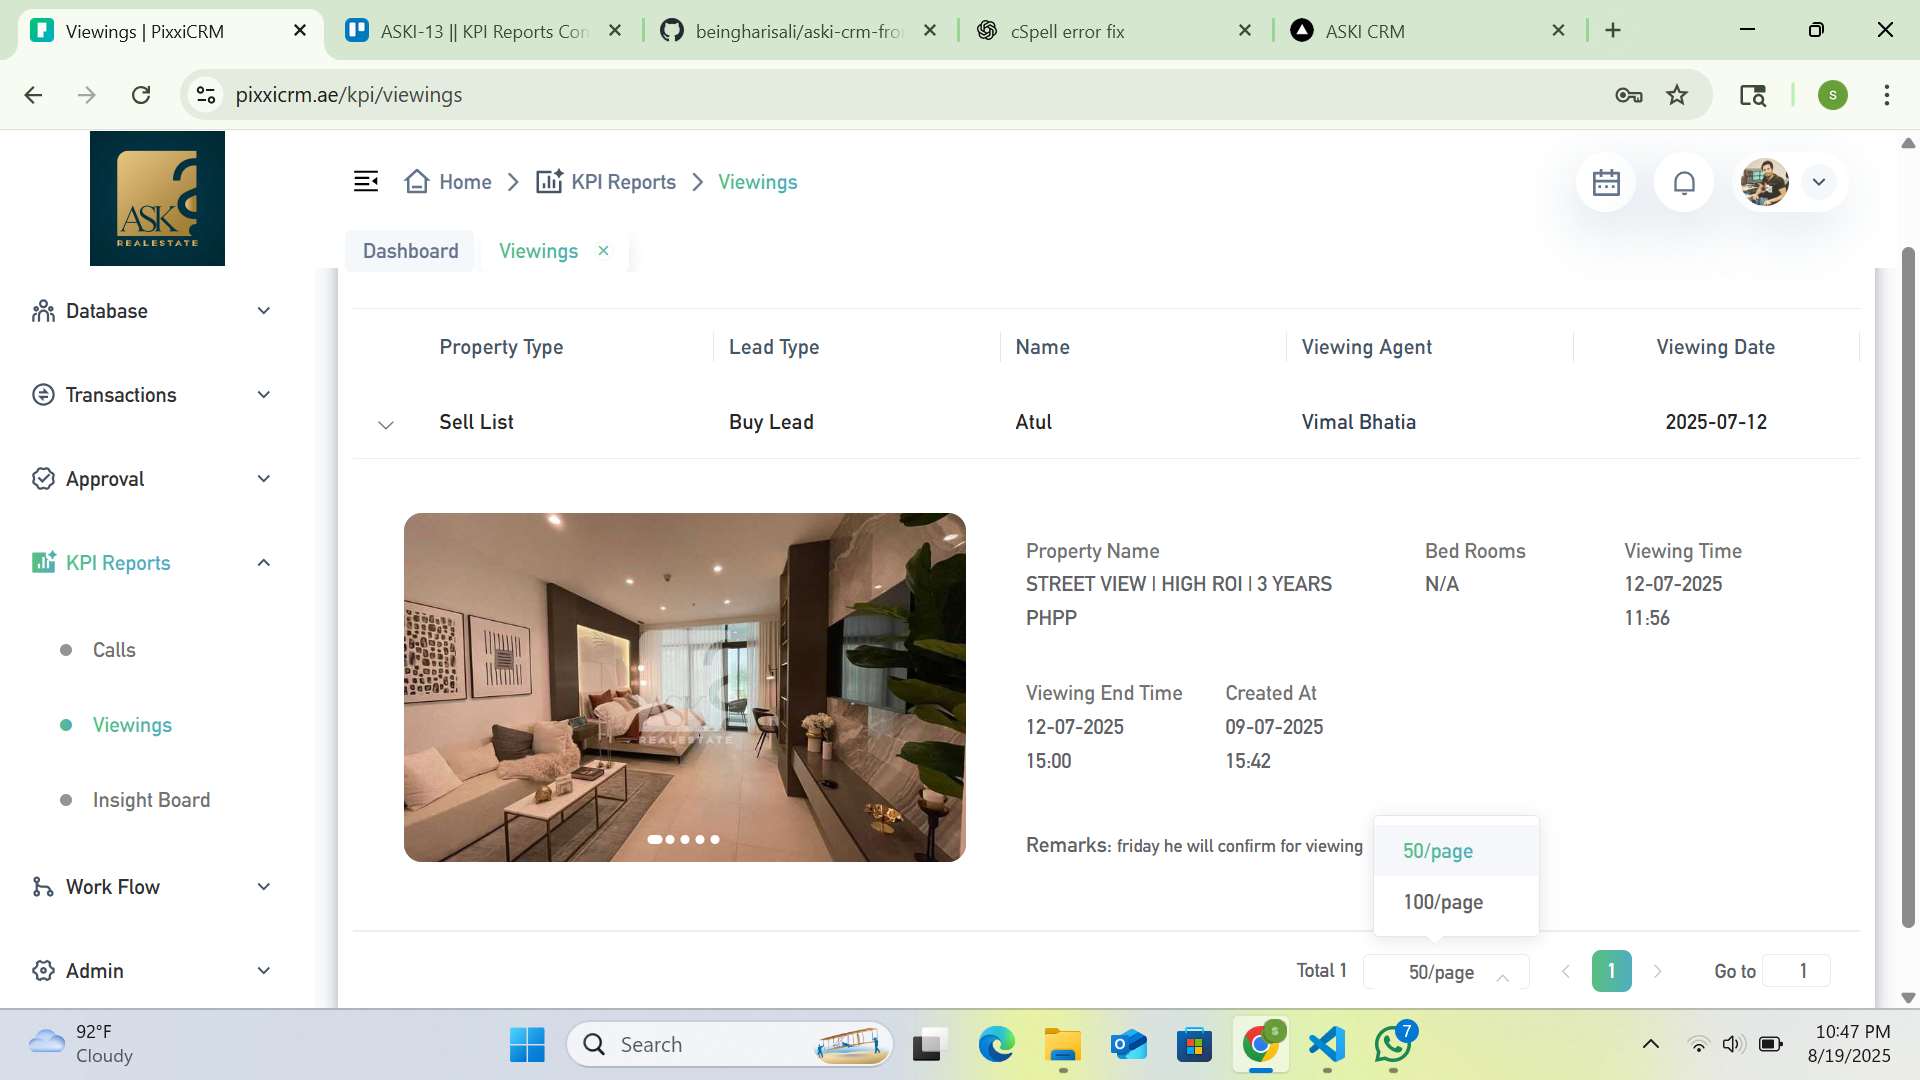 Viewings | PixxiCRM
ASKI-13 || KPI Reports Cor
beingharisali/aski-crm-fro
cSpell error fix
ASKI CRM
pixxicrm.ae/kpi/viewings
S
ASK
REALESTATE
Home
KPI Reports
Viewings
Dashboard
Viewings
Database
Transactions
Approval
KPI Reports
Calls
Viewings
Insight Board
Work Flow
Admin
Property Type
Lead Type
Name
Viewing Agent
Viewing Date
Sell List
Buy Lead
Atul
Vimal Bhatia
2025-07-12
ASK
REALESTATE
Property Name
STREET VIEW | HIGH ROI | 3 YEARS
PHPP
Bed Rooms
N/A
Viewing Time
12-07-2025
11:56
Viewing End Time
12-07-2025
15:00
Created At
09-07-2025
15:42
Remarks: friday he will confirm for viewing
50/page
100/page
Total 1
50/page
1
Go to
1
92°F
Cloudy
Search
S
7
10:47 PM
8/19/2025